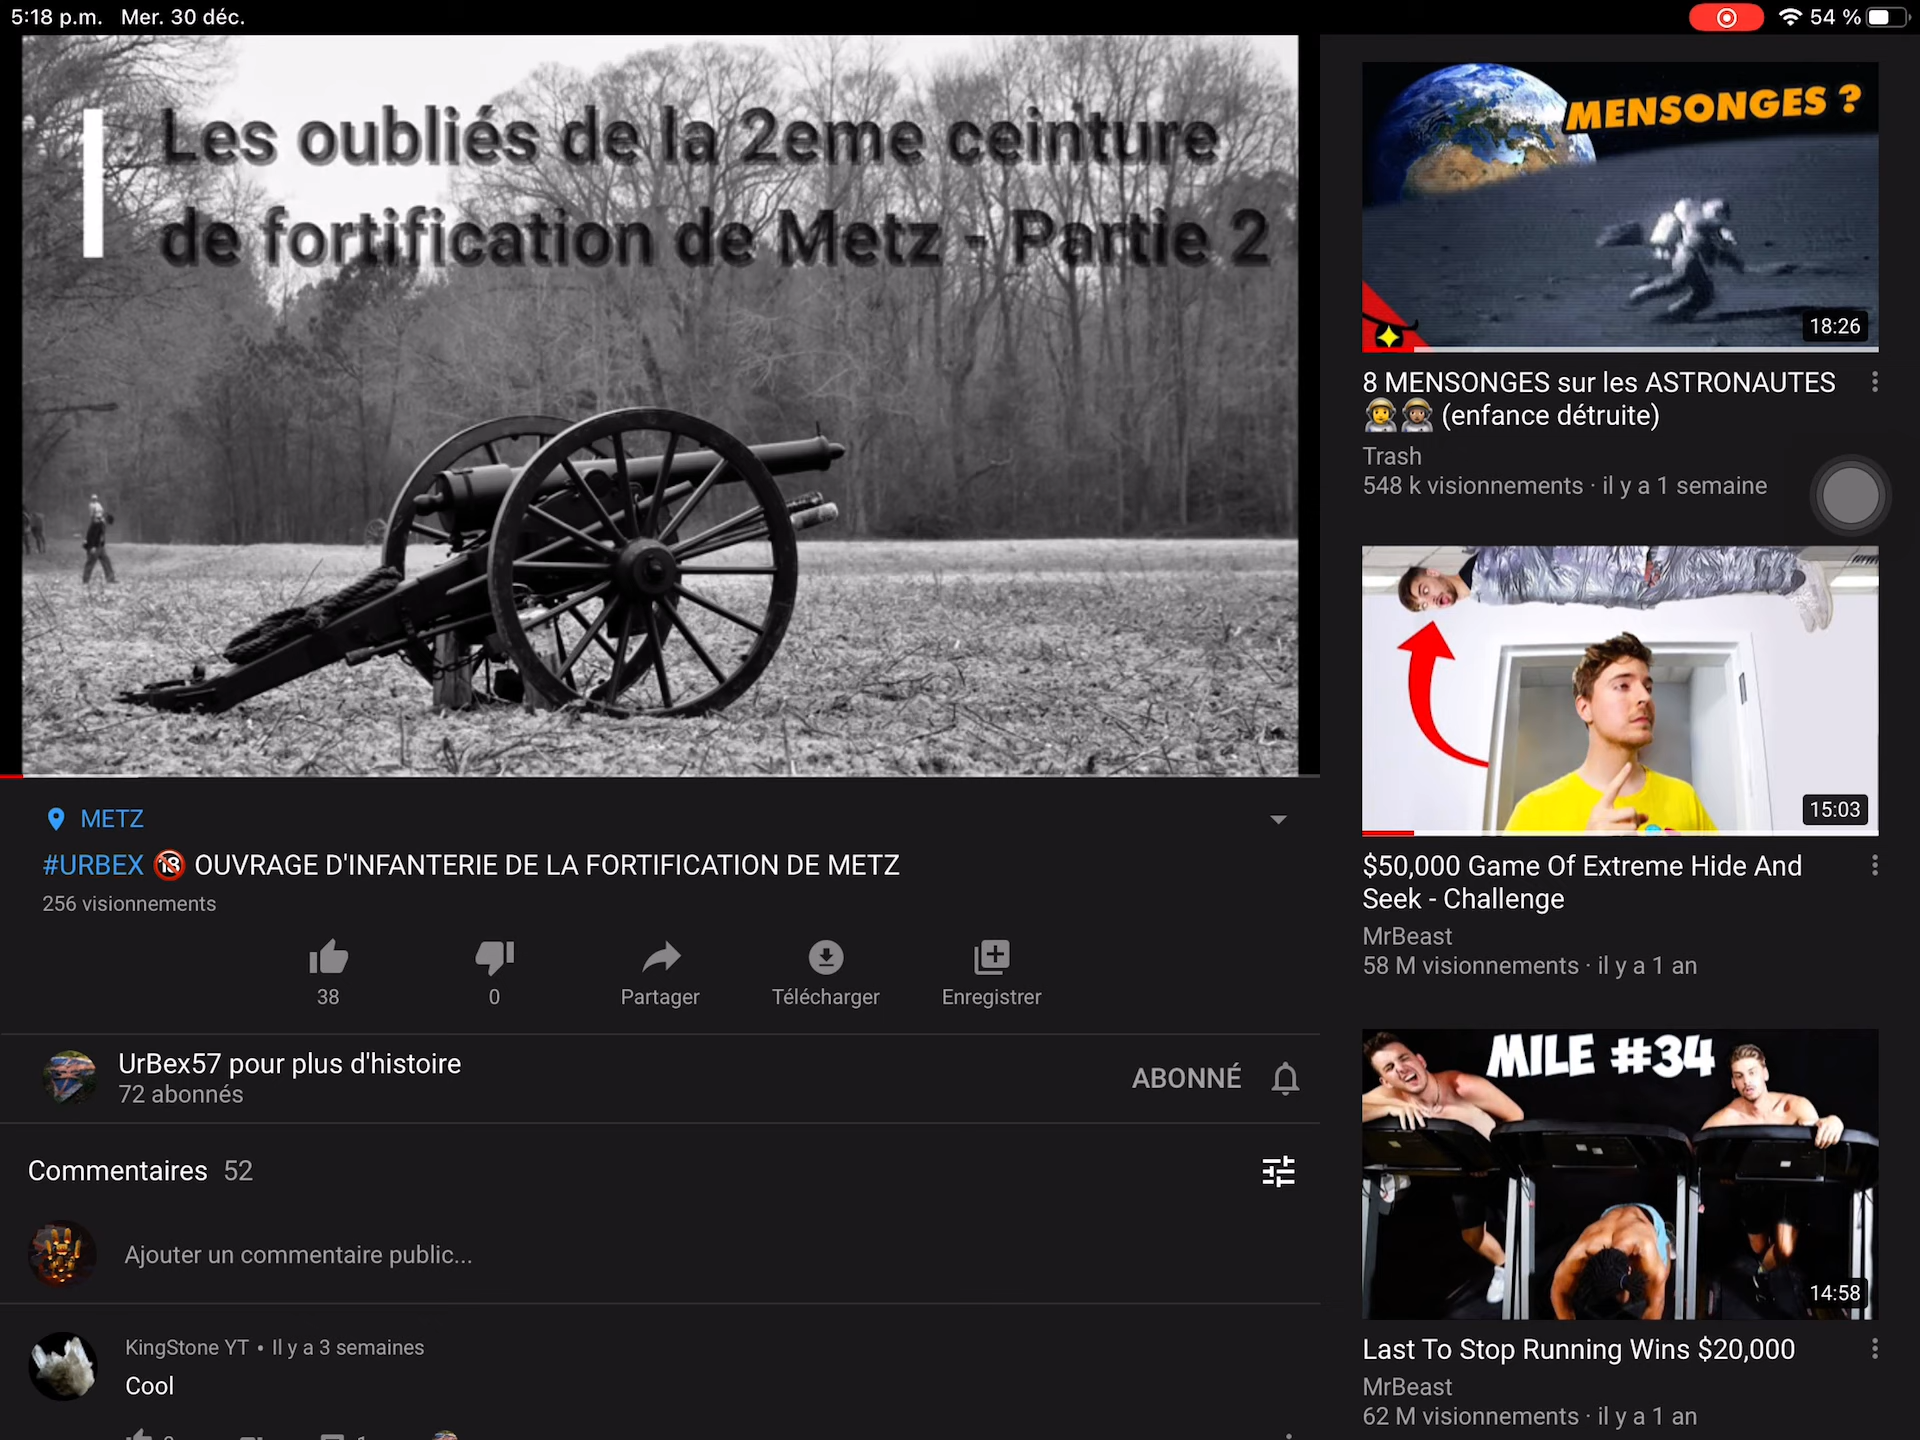 5:18 p.m. Mer. 30 déc.
54 %
Les oubliés de la 2eme ceinture
de fortification de Metz - Partie 2
METZ
#URBEX 🔞 OUVRAGE D'INFANTERIE DE LA FORTIFICATION DE METZ
256 visionnements
38
0
Partager
Télécharger
Enregistrer
UrBex57 pour plus d'histoire
72 abonnés
ABONNÉ
Commentaires 52
Ajouter un commentaire public...
KingStone YT • Il y a 3 semaines
Cool
MENSONGES ?
18:26
8 MENSONGES sur les ASTRONAUTES
👩‍🚀👩🏽‍🚀 (enfance détruite)
Trash
548 k visionnements · il y a 1 semaine
15:03
$50,000 Game Of Extreme Hide And
Seek - Challenge
MrBeast
58 M visionnements · il y a 1 an
MILE #34
14:58
Last To Stop Running Wins $20,000
MrBeast
62 M visionnements · il y a 1 an